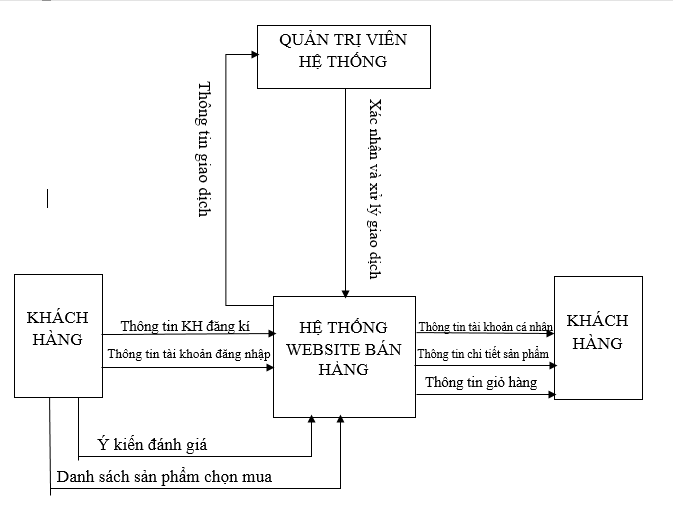 QUẢN TRỊ VIÊN
HỆ THỐNG
Thông tin giao dịch
Xác nhận và xử lý giao dịch
KHÁCH
HÀNG
Thông tin KH đăng kí
Thông tin tài khoản đăng nhập
HỆ THỐNG
WEBSITE BÁN
HÀNG
Thông tin tài khoản cá nhân
Thông tin chi tiết sản phẩm
Thông tin giỏ hàng
KHÁCH
HÀNG
Ý kiến đánh giá
Danh sách sản phẩm chọn mua